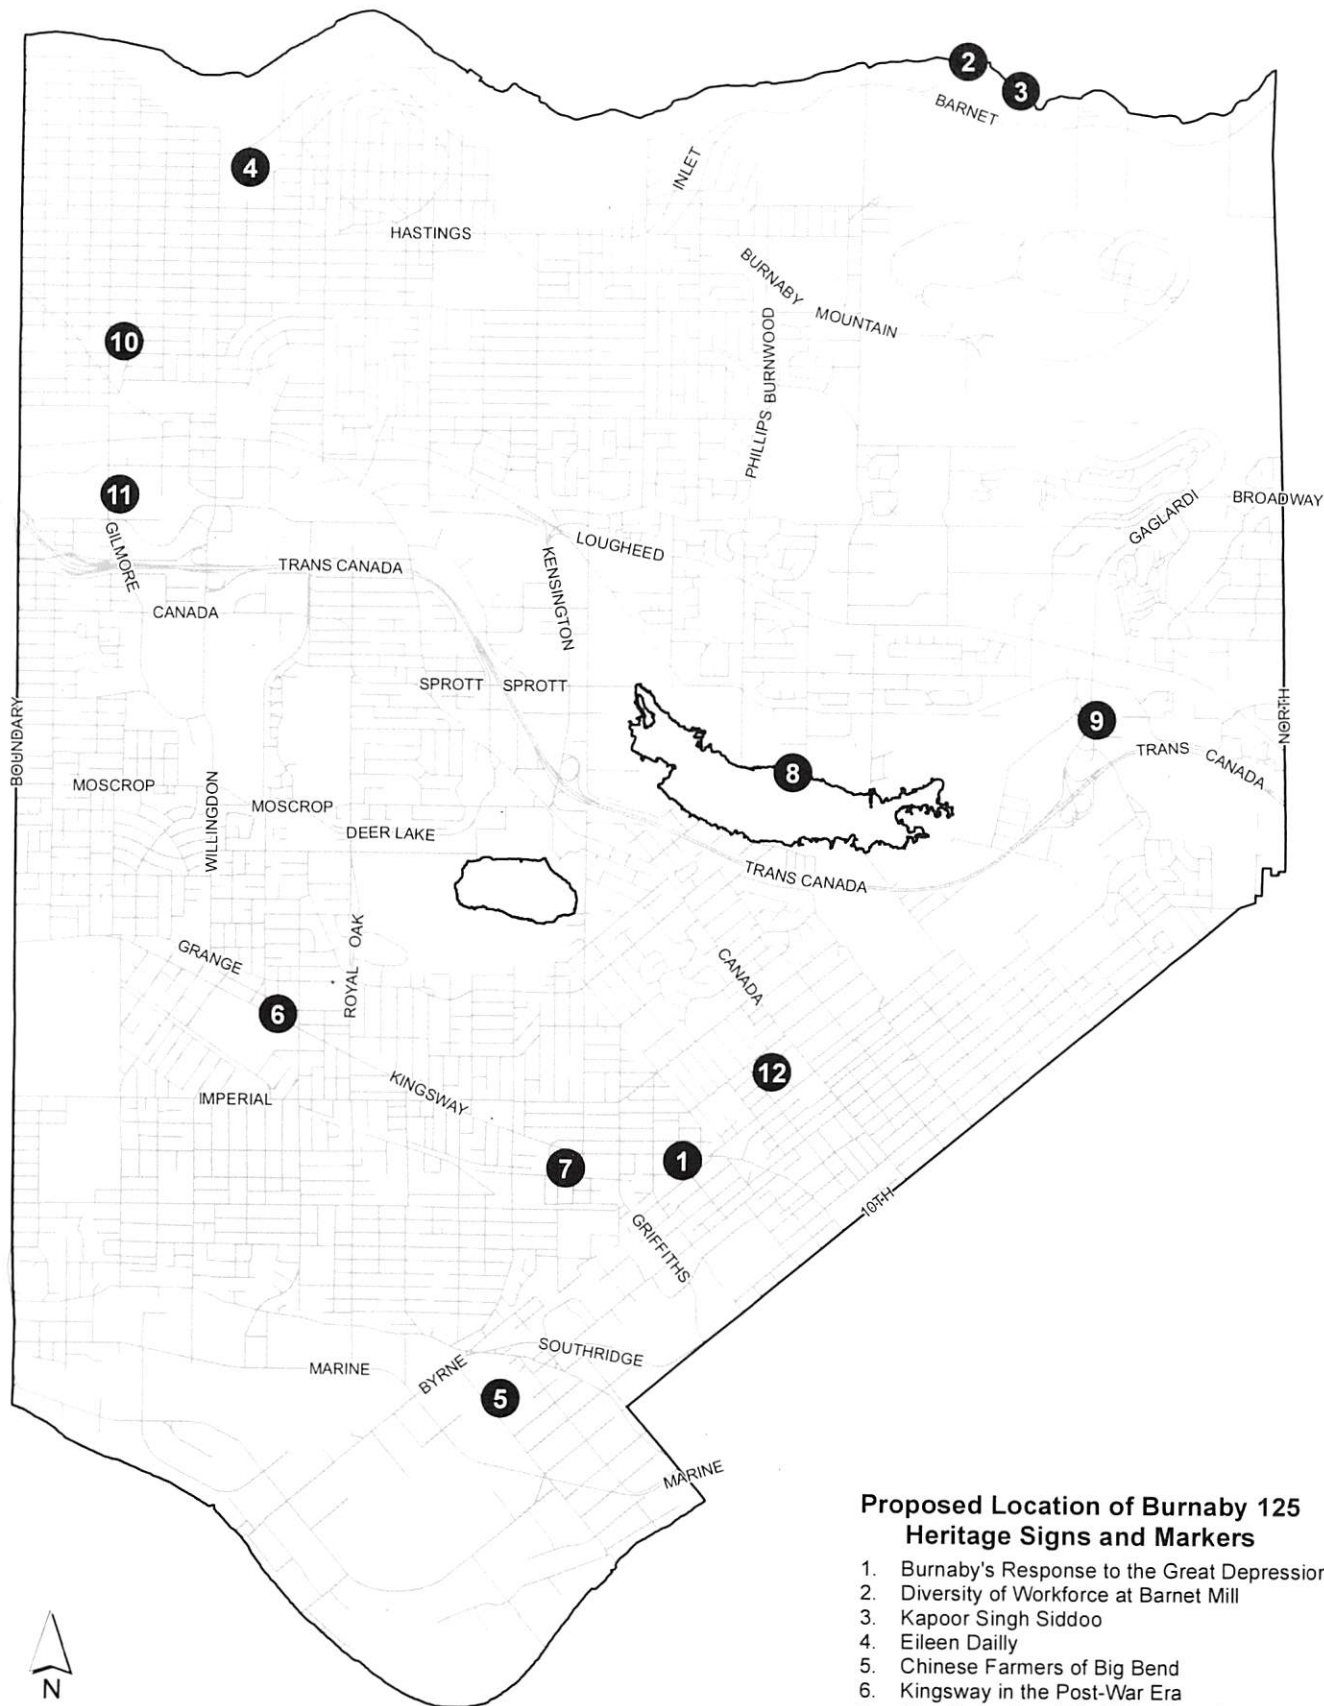 2
3
BARNET
4
INLET
HASTINGS
BURNABY
MOUNTAIN
10
PHILLIPS BURNWOOD
11
GAGLARDI
BROADWAY
GILMORE
LOUGHEED
TRANS CANADA
KENSINGTON
CANADA
SPROTT SPROTT
BOUNDARY
9
NORTH
TRANS CANADA
8
MOSCROP
WILLINGDON
MOSCROP
DEER LAKE
TRANS CANADA
GRANGE
ROYAL OAK
CANADA
6
12
KINGSWAY
IMPERIAL
7
1
10TH
GRIFFITHS
SOUTHRIDGE
MARINE
BYRNE
5
MARINE
Proposed Location of Burnaby 125
Heritage Signs and Markers
1. Burnaby's Response to the Great Depression
2. Diversity of Workforce at Barnet Mill
3. Kapoor Singh Siddoo
4. Eileen Dailly
5. Chinese Farmers of Big Bend
6. Kingsway in the Post-War Era
N